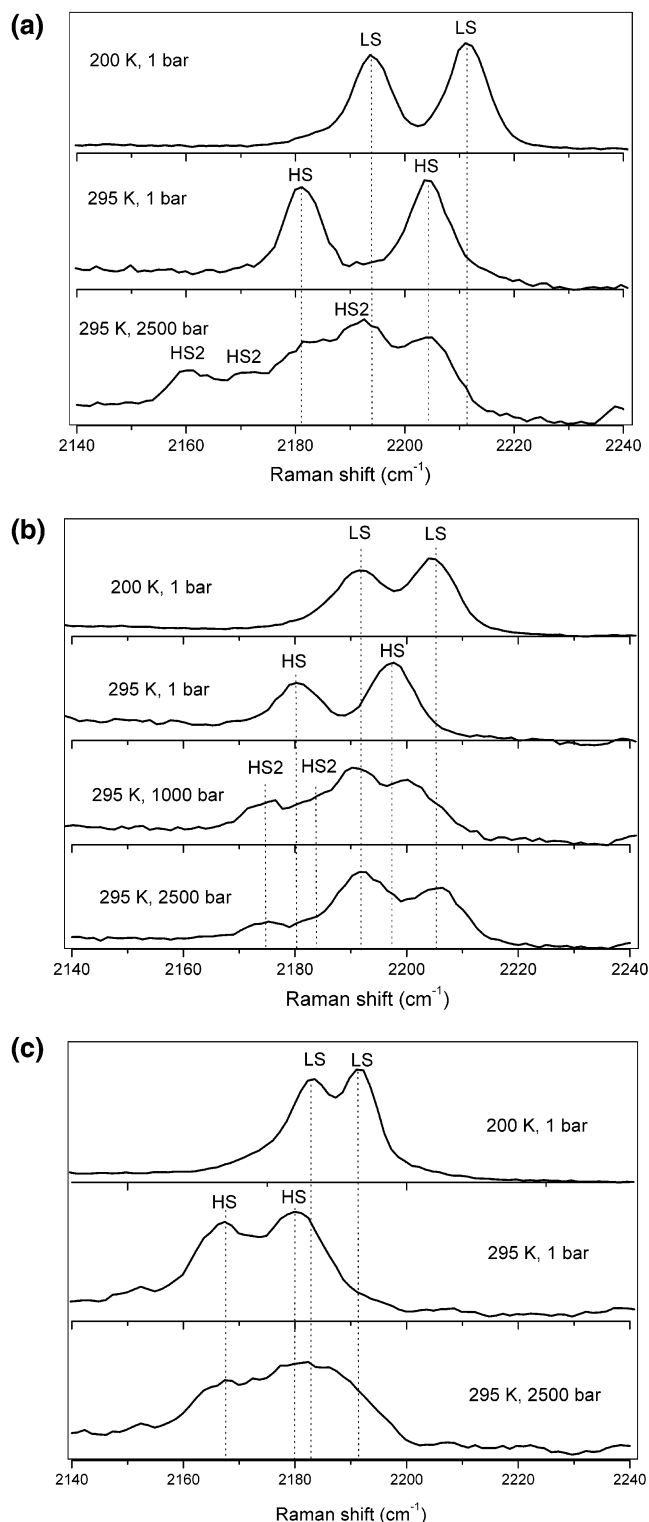 (a)
200 K, 1 bar
LS
LS
295 K, 1 bar
HS
HS
295 K, 2500 bar
HS2
HS2
HS2
2140 2160 2180 2200 2220 2240
Raman shift (cm⁻¹)
(b)
LS
LS
200 K, 1 bar
295 K, 1 bar
HS
HS
295 K, 1000 bar
HS2
HS2
295 K, 2500 bar
2140 2160 2180 2200 2220 2240
Raman shift (cm⁻¹)
(c)
LS
LS
200 K, 1 bar
HS
HS
295 K, 1 bar
295 K, 2500 bar
2140 2160 2180 2200 2220 2240
Raman shift (cm⁻¹)